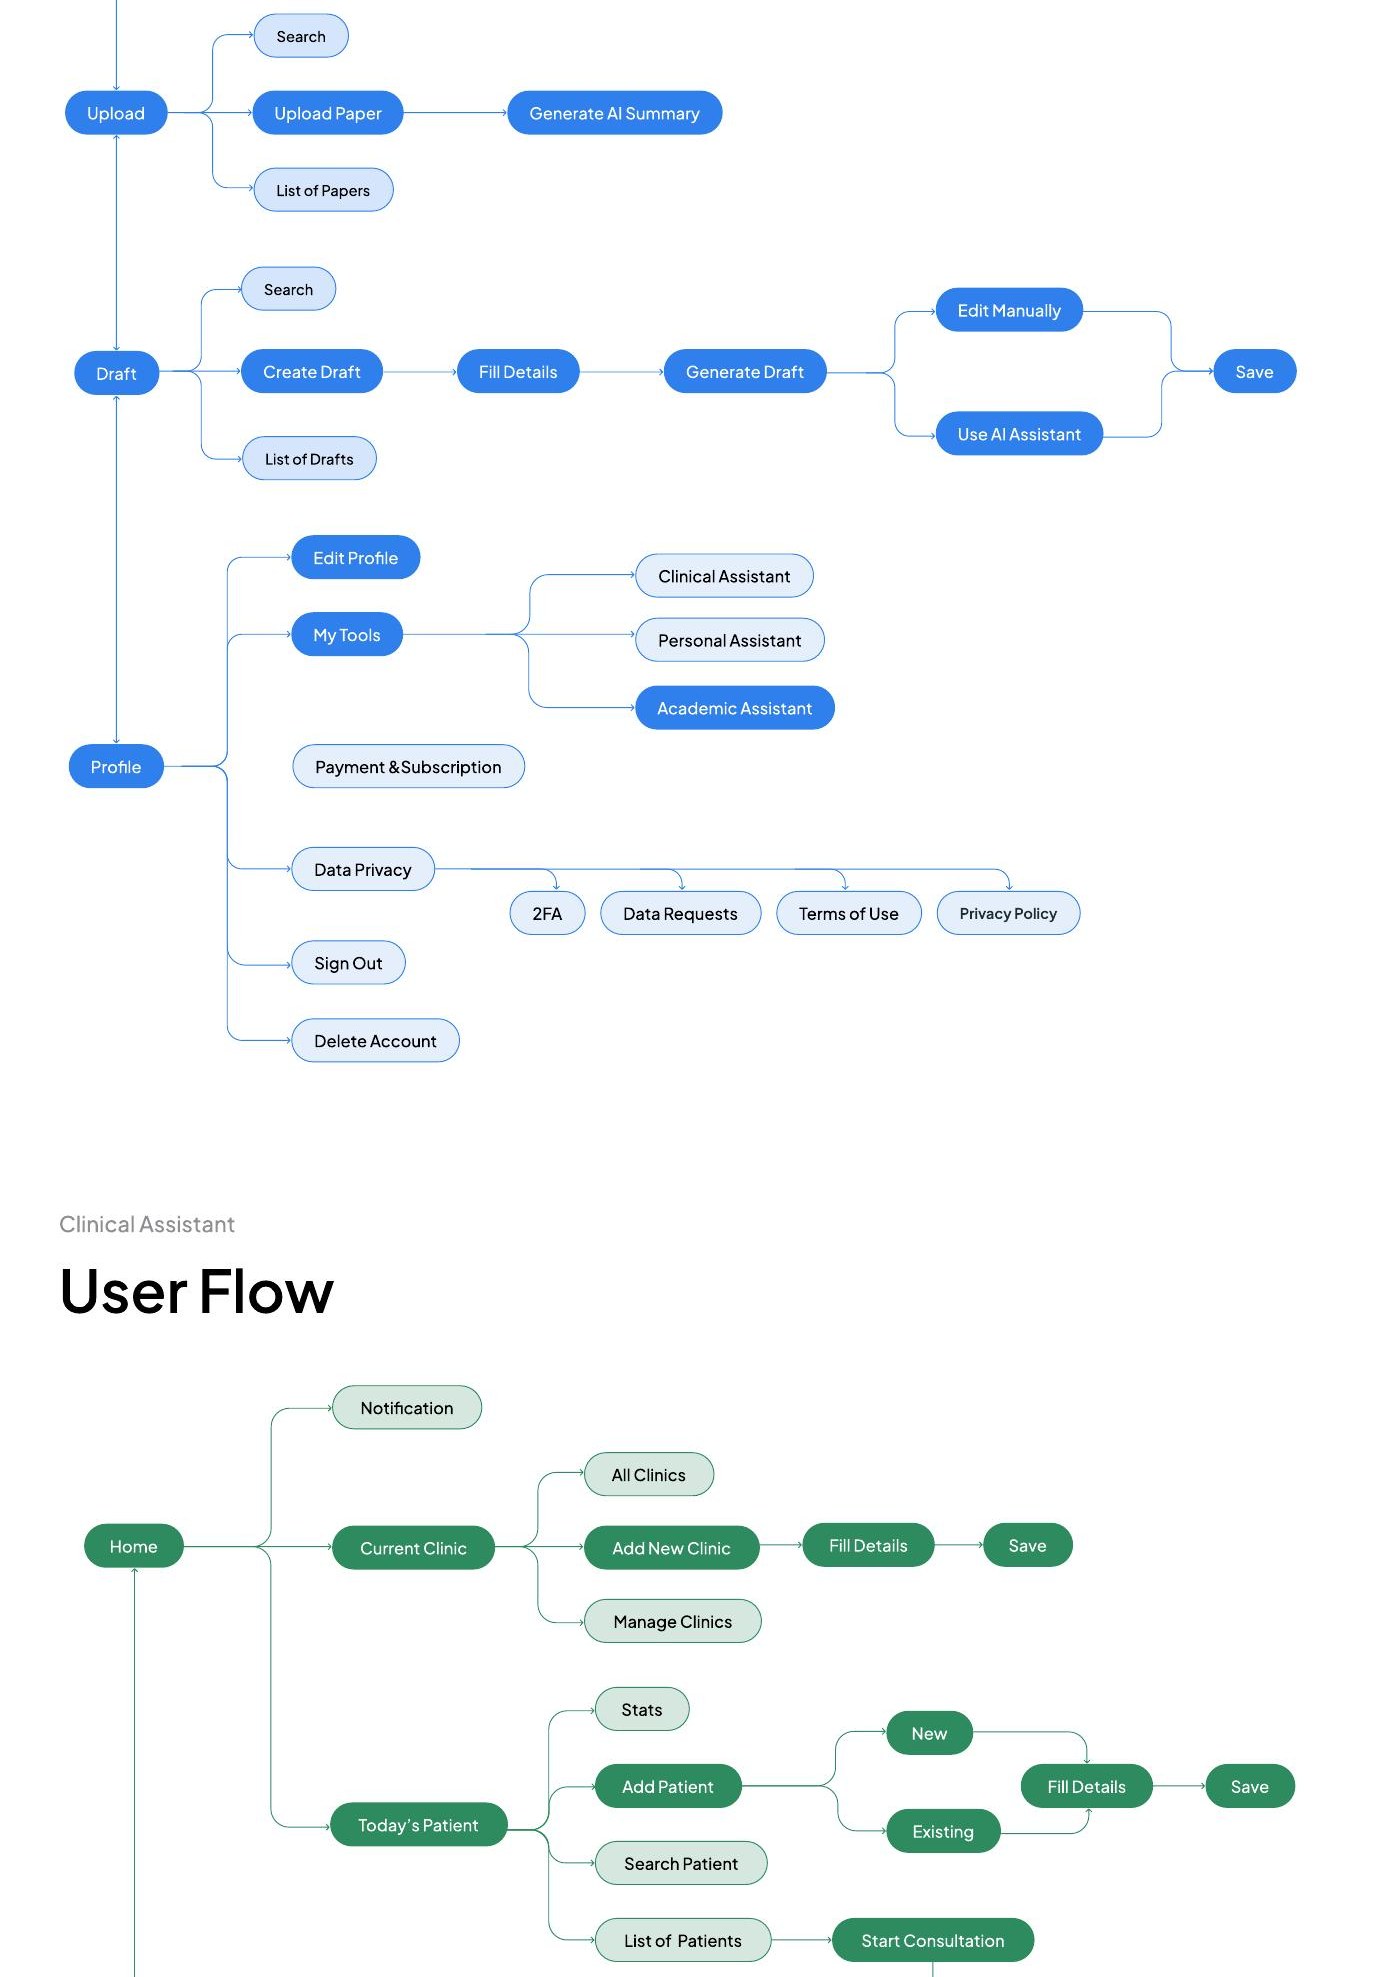 Search
Upload
Upload Paper
Generate AI Summary
List of Papers
Search
Edit Manually
Draft
Create Draft
Fill Details
Generate Draft
Save
Use AI Assistant
List of Drafts
Edit Profile
Clinical Assistant
My Tools
Personal Assistant
Academic Assistant
Profile
Payment &Subscription
Data Privacy
2FA
Data Requests
Terms of Use
Privacy Policy
Sign Out
Delete Account
Clinical Assistant
User Flow
Notification
All Clinics
Home
Current Clinic
Add New Clinic
Fill Details
Save
Manage Clinics
Stats
New
Add Patient
Fill Details
Save
Today’s Patient
Existing
Search Patient
List of Patients
Start Consultation